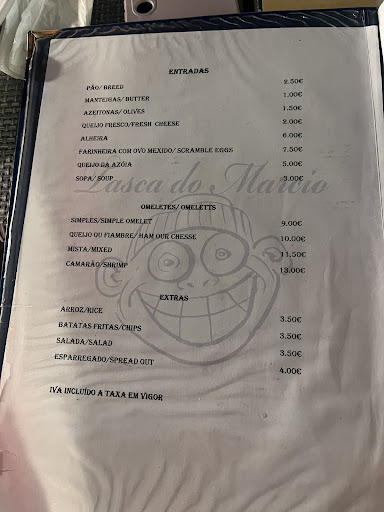 ENTRADAS
PÃO/ BREED 2.50€
MANTEIGAS/ BUTTER 1.00€
AZEITONAS/ OLIVES 1.50€
QUEIJO FRESCO/FRESH CHEESE 2.00€
ALHEIRA 6.00€
FARINHEIRA COM OVO MEXIDO/ SCRAMBLE EGGS 7.50€
QUEIJO DA AZÓIA 5.00€
SOPA/ SOUP 3.00€
Tasca do Marcio
OMELETES/ OMELETTS
SIMPLES/SIMPLE OMELET 9.00€
QUEIJO OU FIAMBRE/ HAM OUR CHESSE 10.00€
MISTA/MIXED 11.50€
CAMARÃO/SHRIMP 13.00€
EXTRAS
ARROZ/RICE 3.50€
BATATAS FRITAS/CHIPS 3.50€
SALADA/SALAD 3.50€
ESPARREGADO/SPREAD OUT 4.00€
IVA INCLUÍDO A TAXA EM VIGOR